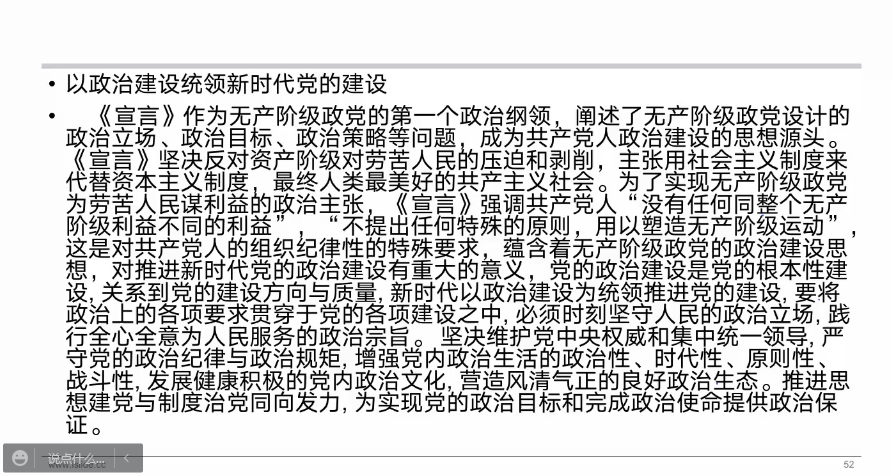 • 以政治建设统领新时代党的建设
• 《宣言》作为无产阶级政党的第一个政治纲领，阐述了无产阶级政党设计的
政治立场、政治目标、政治策略等问题，成为共产党人政治建设的思想源头。
《宣言》坚决反对资产阶级对劳苦人民的压迫和剥削，主张用社会主义制度来
代替资本主义制度，最终人类最美好的共产主义社会。为了实现无产阶级政党
为劳苦人民谋利益的政治主张，《宣言》强调共产党人“没有任何同整个无产
阶级利益不同的利益”，“不提出任何特殊的原则，用以塑造无产阶级运动”，
这是对共产党人的组织纪律性的特殊要求，蕴含着无产阶级政党的政治建设思
想，对推进新时代党的政治建设有重大的意义，党的政治建设是党的根本性建
设,关系到党的建设方向与质量,新时代以政治建设为统领推进党的建设,要将
政治上的各项要求贯穿于党的各项建设之中,必须时刻坚守人民的政治立场,践
行全心全意为人民服务的政治宗旨。坚决维护党中央权威和集中统一领导,严
守党的政治纪律与政治规矩,增强党内政治生活的政治性、时代性、原则性、
战斗性,发展健康积极的党内政治文化,营造风清气正的良好政治生态。推进思
想建党与制度治党同向发力,为实现党的政治目标和完成政治使命提供政治保
证。
说点什么...
52